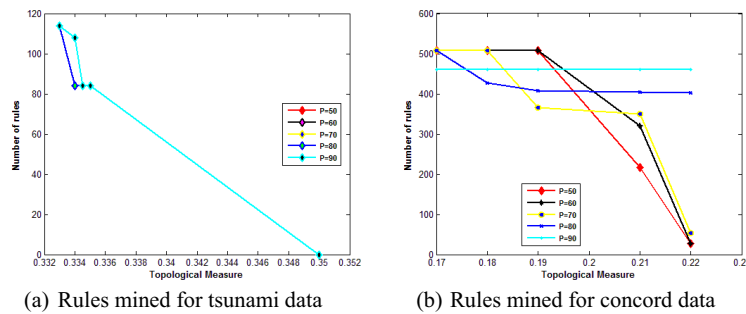 120
100
80
60
40
20
0
Number of rules
0.332 0.334 0.336 0.338 0.34 0.342 0.344 0.346 0.348 0.35 0.352
Topological Measure
P=50
P=60
P=70
P=80
P=90
(a) Rules mined for tsunami data
600
500
400
300
200
100
0
Number of rules
0.17 0.18 0.19 0.2 0.21 0.22 0.2
Topological Measure
P=50
P=60
P=70
P=80
P=90
(b) Rules mined for concord data